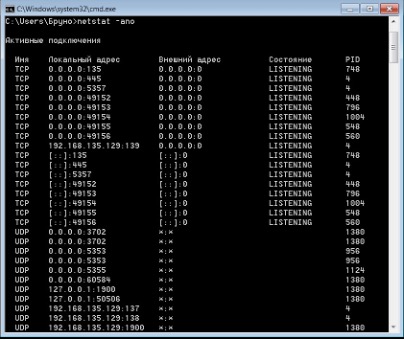 C:\Windows\system32\cmd.exe
C:\Users\Бруно>netstat -ano
Активные подключения
Имя Локальный адрес Внешний адрес Состояние PID
TCP 0.0.0.0:135 0.0.0.0:0 LISTENING 748
TCP 0.0.0.0:445 0.0.0.0:0 LISTENING 4
TCP 0.0.0.0:5357 0.0.0.0:0 LISTENING 4
TCP 0.0.0.0:49152 0.0.0.0:0 LISTENING 448
TCP 0.0.0.0:49153 0.0.0.0:0 LISTENING 796
TCP 0.0.0.0:49154 0.0.0.0:0 LISTENING 1004
TCP 0.0.0.0:49155 0.0.0.0:0 LISTENING 548
TCP 0.0.0.0:49156 0.0.0.0:0 LISTENING 560
TCP 192.168.135.129:139 0.0.0.0:0 LISTENING 4
TCP [::]:135 [::]:0 LISTENING 748
TCP [::]:445 [::]:0 LISTENING 4
TCP [::]:5357 [::]:0 LISTENING 4
TCP [::]:49152 [::]:0 LISTENING 448
TCP [::]:49153 [::]:0 LISTENING 796
TCP [::]:49154 [::]:0 LISTENING 1004
TCP [::]:49155 [::]:0 LISTENING 548
TCP [::]:49156 [::]:0 LISTENING 560
UDP 0.0.0.0:3702 *:* 1380
UDP 0.0.0.0:3702 *:* 1380
UDP 0.0.0.0:5353 *:* 956
UDP 0.0.0.0:5353 *:* 956
UDP 0.0.0.0:5355 *:* 1124
UDP 0.0.0.0:60584 *:* 1380
UDP 127.0.0.1:1900 *:* 1380
UDP 127.0.0.1:50506 *:* 1380
UDP 192.168.135.129:137 *:* 4
UDP 192.168.135.129:138 *:* 4
UDP 192.168.135.129:1900 *:* 1380